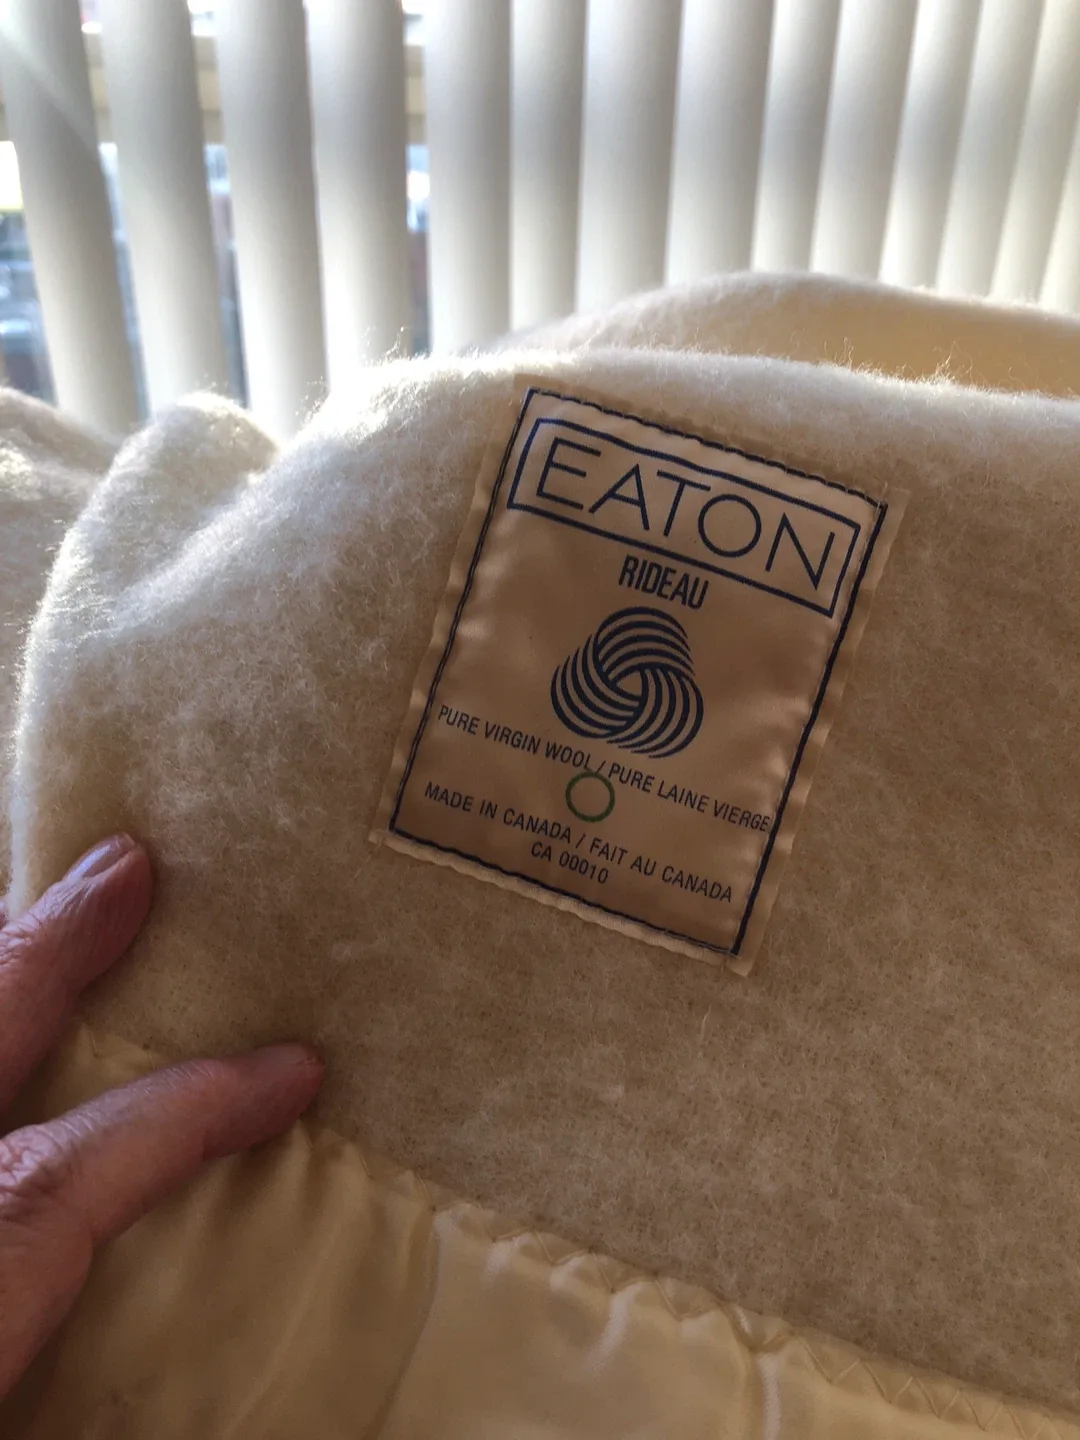 EATON
RIDEAU
PURE VIRGIN WOOL / PURE LAINE VIERGE
MADE IN CANADA / FAIT AU CANADA
CA 00010